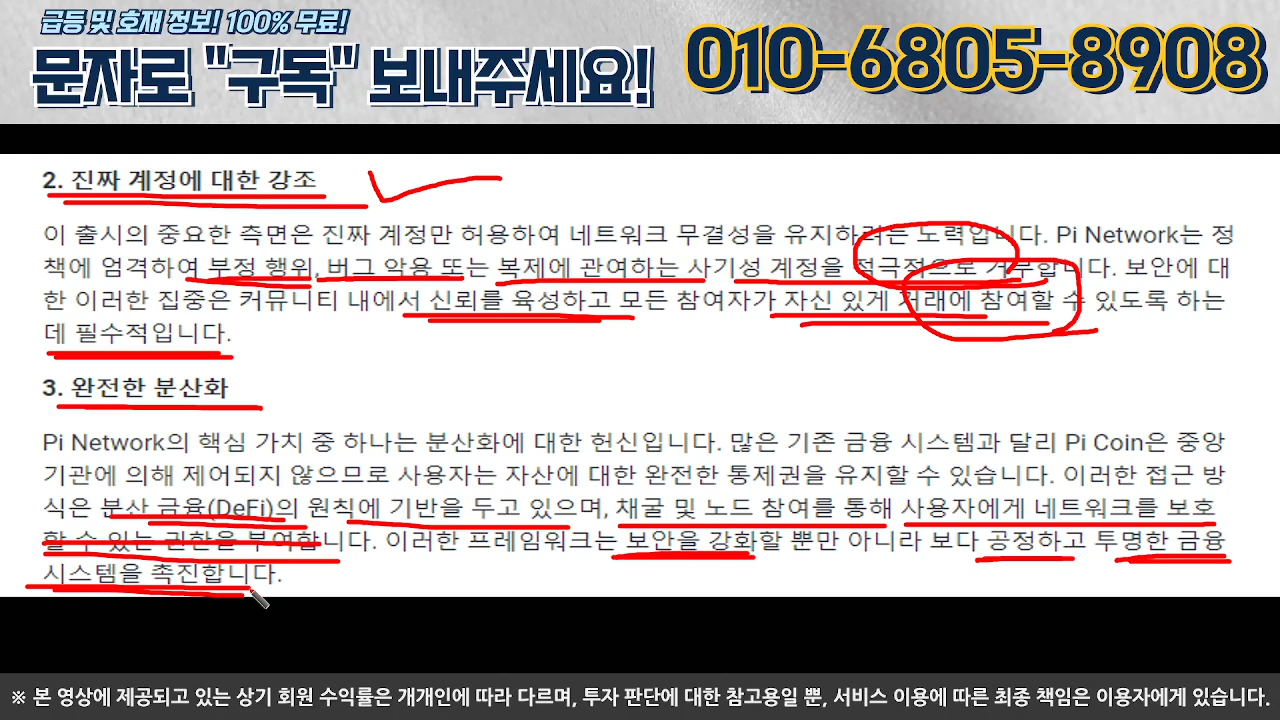 급등 및 호재 정보! 100% 무료!
문자로 "구독" 보내주세요!
010-6805-8908
2. 진짜 계정에 대한 강조
이 출시의 중요한 측면은 진짜 계정만 허용하여 네트워크 무결성을 유지하려는 노력입니다. Pi Network는 정
책에 엄격하여 부정 행위, 버그 악용 또는 복제에 관여하는 사기성 계정을 적극적으로 거부합니다. 보안에 대
한 이러한 집중은 커뮤니티 내에서 신뢰를 육성하고 모든 참여자가 자신 있게 거래에 참여할 수 있도록 하는
데 필수적입니다.
3. 완전한 분산화
Pi Network의 핵심 가치 중 하나는 분산화에 대한 헌신입니다. 많은 기존 금융 시스템과 달리 Pi Coin은 중앙
기관에 의해 제어되지 않으므로 사용자는 자산에 대한 완전한 통제권을 유지할 수 있습니다. 이러한 접근 방
식은 분산 금융(DeFi)의 원칙에 기반을 두고 있으며, 채굴 및 노드 참여를 통해 사용자에게 네트워크를 보호
할 수 있는 권한을 부여합니다. 이러한 프레임워크는 보안을 강화할 뿐만 아니라 보다 공정하고 투명한 금융
시스템을 촉진합니다.
※ 본 영상에 제공되고 있는 상기 회원 수익률은 개개인에 따라 다르며, 투자 판단에 대한 참고용일 뿐, 서비스 이용에 따른 최종 책임은 이용자에게 있습니다.